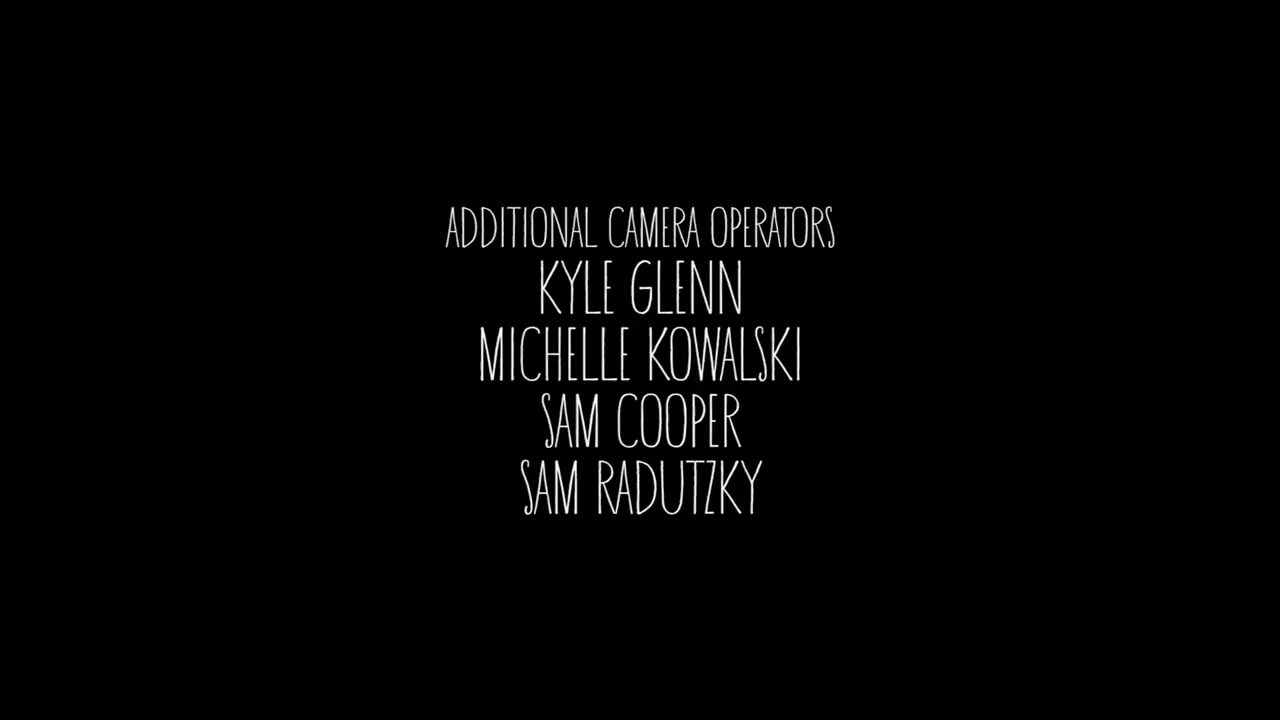 ADDITIONAL CAMERA OPERATORS
KYLE GLENN
MICHELLE KOWALSKI
SAM COOPER
SAM RADUTZKY